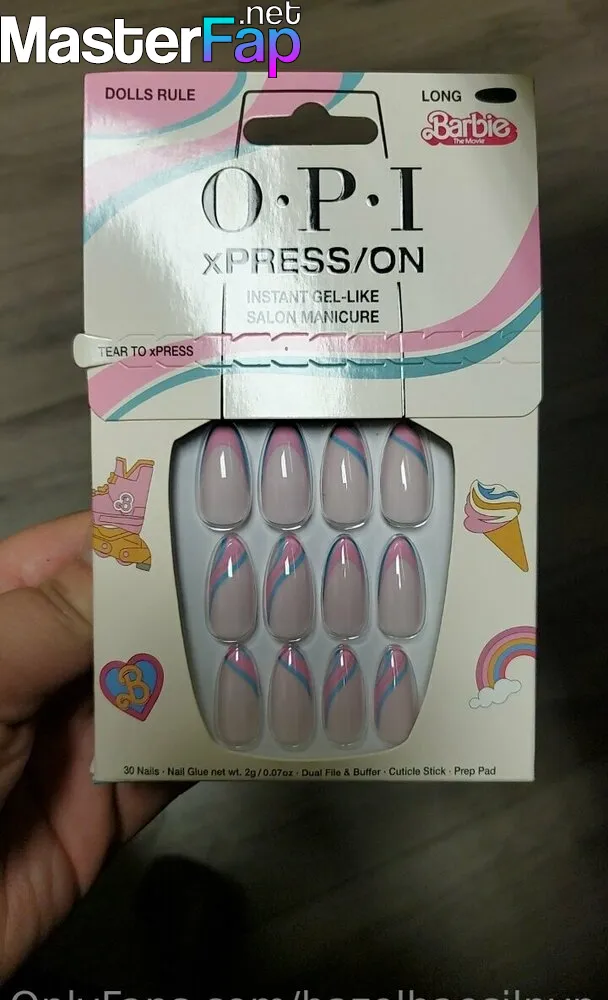 MasterFap.net
DOLLS RULE
LONG
Barbie
The Movie
O·P·I
xPRESS/ON
INSTANT GEL-LIKE
SALON MANICURE
TEAR TO xPRESS
B
B
30 Nails · Nail Glue net wt. 2g/0.07oz · Dual File & Buffer · Cuticle Stick · Prep Pad